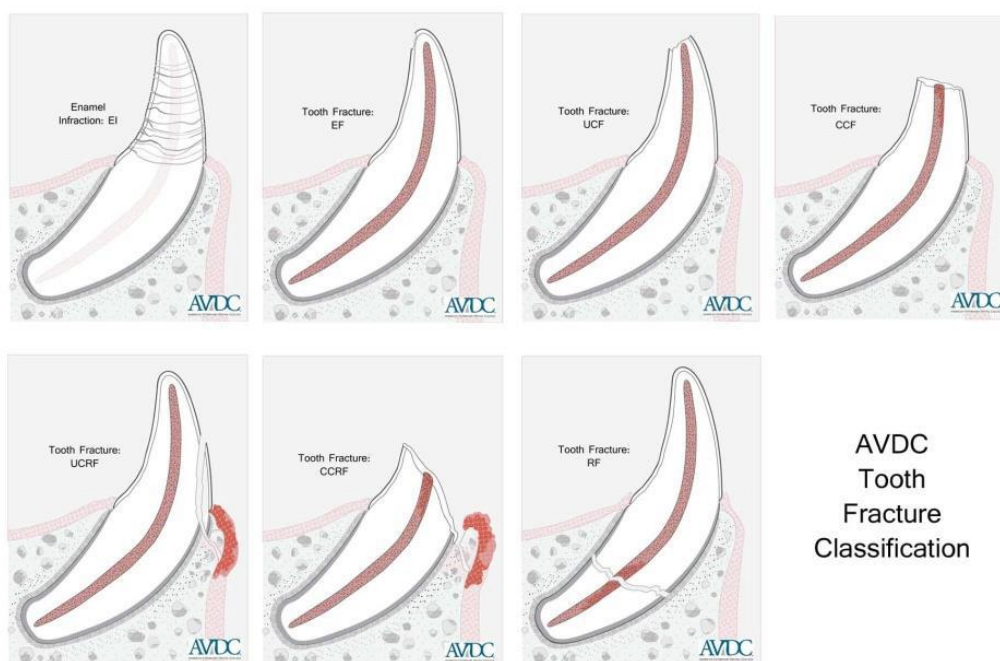 Enamel
Infraction: EI
AVDC
Tooth Fracture:
EF
AVDC
Tooth Fracture:
UCF
AVDC
Tooth Fracture:
CCF
AVDC
Tooth Fracture:
UCRF
AVDC
Tooth Fracture:
CCRF
AVDC
Tooth Fracture:
RF
AVDC
AVDC
Tooth
Fracture
Classification